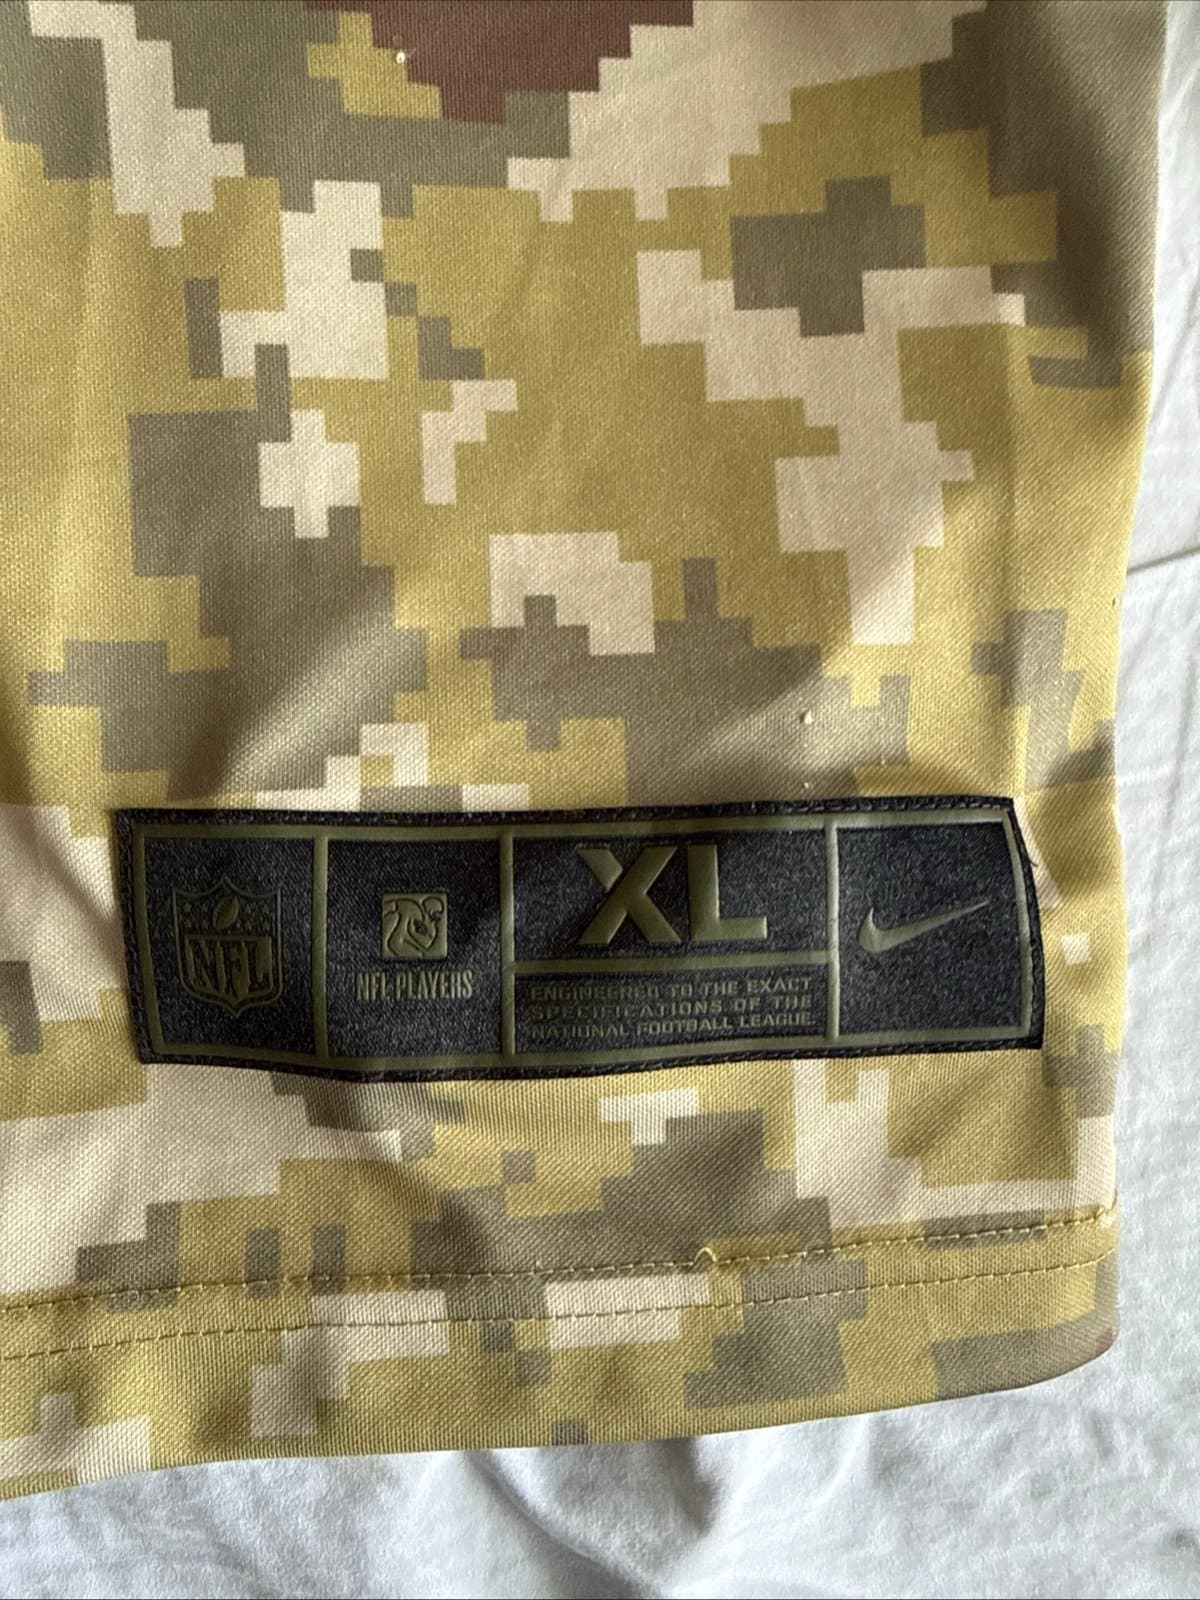 NFL
NFL PLAYERS
XL
ENGINEERED TO THE EXACT
SPECIFICATIONS OF THE
NATIONAL FOOTBALL LEAGUE.